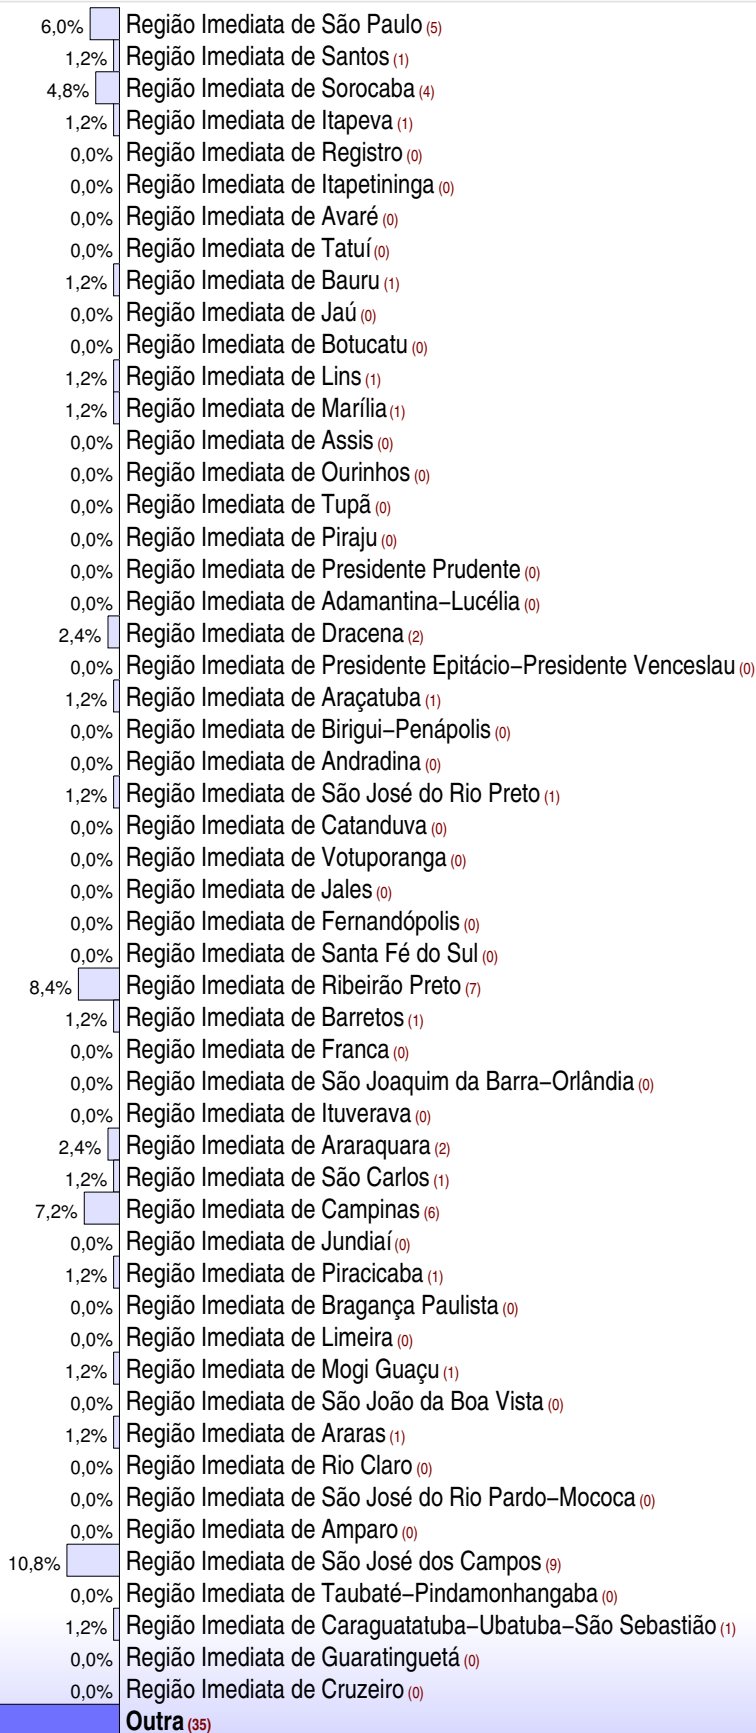 6,0% Região Imediata de São Paulo (5)
1,2% Região Imediata de Santos (1)
4,8% Região Imediata de Sorocaba (4)
1,2% Região Imediata de Itapeva (1)
0,0% Região Imediata de Registro (0)
0,0% Região Imediata de Itapetininga (0)
0,0% Região Imediata de Avaré (0)
0,0% Região Imediata de Tatuí (0)
1,2% Região Imediata de Bauru (1)
0,0% Região Imediata de Jaú (0)
0,0% Região Imediata de Botucatu (0)
1,2% Região Imediata de Lins (1)
1,2% Região Imediata de Marília (1)
0,0% Região Imediata de Assis (0)
0,0% Região Imediata de Ourinhos (0)
0,0% Região Imediata de Tupã (0)
0,0% Região Imediata de Piraju (0)
0,0% Região Imediata de Presidente Prudente (0)
0,0% Região Imediata de Adamantina−Lucélia (0)
2,4% Região Imediata de Dracena (2)
0,0% Região Imediata de Presidente Epitácio−Presidente Venceslau (0)
1,2% Região Imediata de Araçatuba (1)
0,0% Região Imediata de Birigui−Penápolis (0)
0,0% Região Imediata de Andradina (0)
1,2% Região Imediata de São José do Rio Preto (1)
0,0% Região Imediata de Catanduva (0)
0,0% Região Imediata de Votuporanga (0)
0,0% Região Imediata de Jales (0)
0,0% Região Imediata de Fernandópolis (0)
0,0% Região Imediata de Santa Fé do Sul (0)
8,4% Região Imediata de Ribeirão Preto (7)
1,2% Região Imediata de Barretos (1)
0,0% Região Imediata de Franca (0)
0,0% Região Imediata de São Joaquim da Barra−Orlândia (0)
0,0% Região Imediata de Ituverava (0)
2,4% Região Imediata de Araraquara (2)
1,2% Região Imediata de São Carlos (1)
7,2% Região Imediata de Campinas (6)
0,0% Região Imediata de Jundiaí (0)
1,2% Região Imediata de Piracicaba (1)
0,0% Região Imediata de Bragança Paulista (0)
0,0% Região Imediata de Limeira (0)
1,2% Região Imediata de Mogi Guaçu (1)
0,0% Região Imediata de São João da Boa Vista (0)
1,2% Região Imediata de Araras (1)
0,0% Região Imediata de Rio Claro (0)
0,0% Região Imediata de São José do Rio Pardo−Mococa (0)
0,0% Região Imediata de Amparo (0)
10,8% Região Imediata de São José dos Campos (9)
0,0% Região Imediata de Taubaté−Pindamonhangaba (0)
1,2% Região Imediata de Caraguatatuba−Ubatuba−São Sebastião (1)
0,0% Região Imediata de Guaratinguetá (0)
0,0% Região Imediata de Cruzeiro (0)
Outra (35)